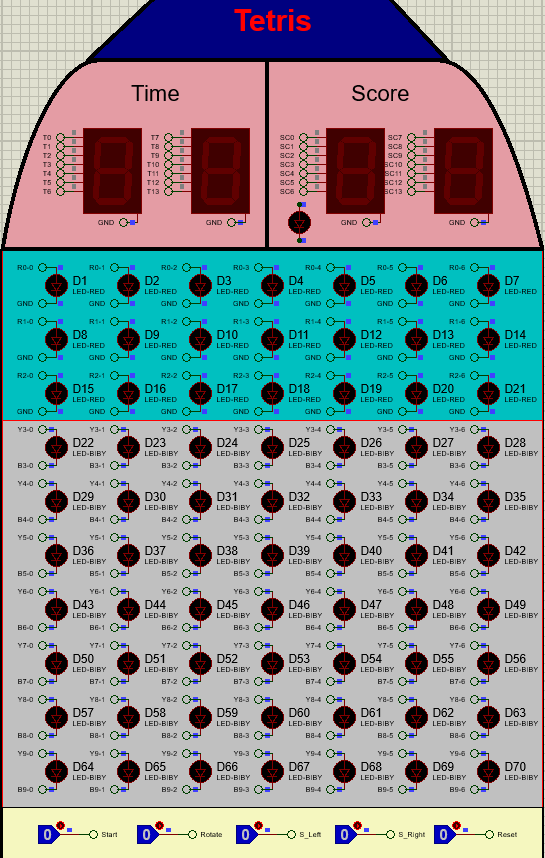 Tetris
Time Score
T0 T7 SC0 SC7
T1 T8 SC1 SC8
T2 T9 SC2 SC9
T3 T10 SC3 SC10
T4 T11 SC4 SC11
T5 T12 SC5 SC12
T6 T13 SC6 SC13
GND GND GND GND
R0-0 R0-1 R0-2 R0-3 R0-4 R0-5 R0-6
D1 D2 D3 D4 D5 D6 D7
LED-RED LED-RED LED-RED LED-RED LED-RED LED-RED LED-RED
GND GND GND GND GND GND GND
R1-0 R1-1 R1-2 R1-3 R1-4 R1-5 R1-6
D8 D9 D10 D11 D12 D13 D14
LED-RED LED-RED LED-RED LED-RED LED-RED LED-RED LED-RED
GND GND GND GND GND GND GND
R2-0 R2-1 R2-2 R2-3 R2-4 R2-5 R2-6
D15 D16 D17 D18 D19 D20 D21
LED-RED LED-RED LED-RED LED-RED LED-RED LED-RED LED-RED
GND GND GND GND GND GND GND
Y3-0 Y3-1 Y3-2 Y3-3 Y3-4 Y3-5 Y3-6
D22 D23 D24 D25 D26 D27 D28
LED-BIBY LED-BIBY LED-BIBY LED-BIBY LED-BIBY LED-BIBY LED-BIBY
B3-0 B3-1 B3-2 B3-3 B3-4 B3-5 B3-6
Y4-0 Y4-1 Y4-2 Y4-3 Y4-4 Y4-5 Y4-6
D29 D30 D31 D32 D33 D34 D35
LED-BIBY LED-BIBY LED-BIBY LED-BIBY LED-BIBY LED-BIBY LED-BIBY
B4-0 B4-1 B4-2 B4-3 B4-4 B4-5 B4-6
Y5-0 Y5-1 Y5-2 Y5-3 Y5-4 Y5-5 Y5-6
D36 D37 D38 D39 D40 D41 D42
LED-BIBY LED-BIBY LED-BIBY LED-BIBY LED-BIBY LED-BIBY LED-BIBY
B5-0 B5-1 B5-2 B5-3 B5-4 B5-5 B5-6
Y6-0 Y6-1 Y6-2 Y6-3 Y6-4 Y6-5 Y6-6
D43 D44 D45 D46 D47 D48 D49
LED-BIBY LED-BIBY LED-BIBY LED-BIBY LED-BIBY LED-BIBY LED-BIBY
B6-0 B6-1 B6-2 B6-3 B6-4 B6-5 B6-6
Y7-0 Y7-1 Y7-2 Y7-3 Y7-4 Y7-5 Y7-6
D50 D51 D52 D53 D54 D55 D56
LED-BIBY LED-BIBY LED-BIBY LED-BIBY LED-BIBY LED-BIBY LED-BIBY
B7-0 B7-1 B7-2 B7-3 B7-4 B7-5 B7-6
Y8-0 Y8-1 Y8-2 Y8-3 Y8-4 Y8-5 Y8-6
D57 D58 D59 D60 D61 D62 D63
LED-BIBY LED-BIBY LED-BIBY LED-BIBY LED-BIBY LED-BIBY LED-BIBY
B8-0 B8-1 B8-2 B8-3 B8-4 B8-5 B8-6
Y9-0 Y9-1 Y9-2 Y9-3 Y9-4 Y9-5 Y9-6
D64 D65 D66 D67 D68 D69 D70
LED-BIBY LED-BIBY LED-BIBY LED-BIBY LED-BIBY LED-BIBY LED-BIBY
B9-0 B9-1 B9-2 B9-3 B9-4 B9-5 B9-6
0 Start 0 Rotate 0 S_Left 0 S_Right 0 Reset